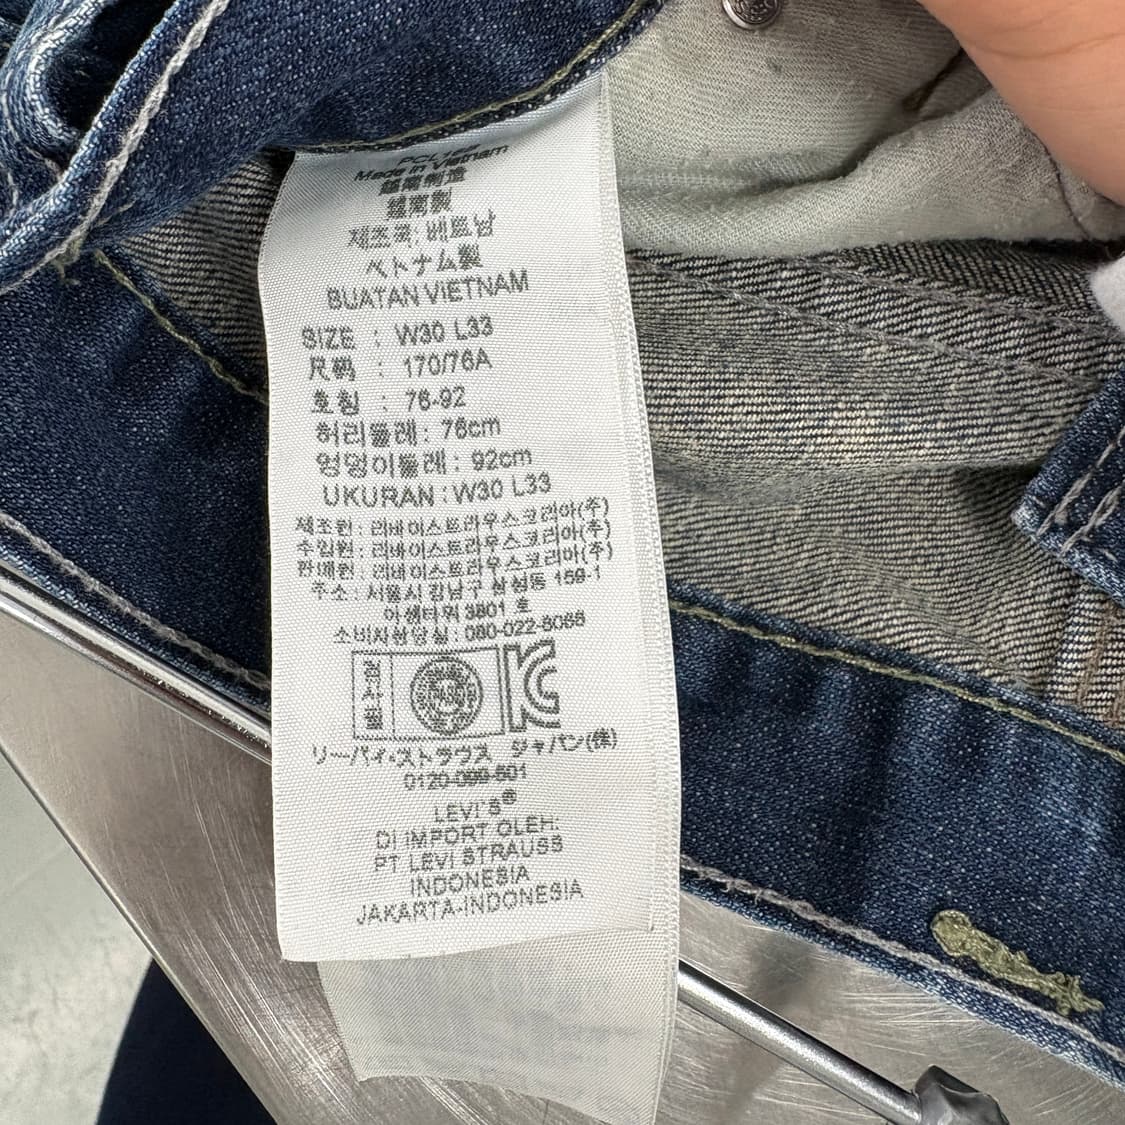 Made in Vietnam
越南制造
越南製
제조국: 베트남
ベトナム製
BUATAN VIETNAM
SIZE : W30 L33
尺码 : 170/76A
호칭 : 76-92
허리둘레 : 76cm
엉덩이둘레 : 92cm
UKURAN : W30 L33
제조원 : 리바이스트라우스코리아(주)
수입원 : 리바이스트라우스코리아(주)
판매원 : 리바이스트라우스코리아(주)
주소 : 서울시 강남구 삼성동 159-1
아셈타워 3801 호
소비자상담실 : 080-022-6066
검사필
リーバイ・ストラウス ジャパン(株)
0120-099-501
LEVI'S®
DI IMPORT OLEH:
PT LEVI STRAUSS
INDONESIA
JAKARTA-INDONESIA